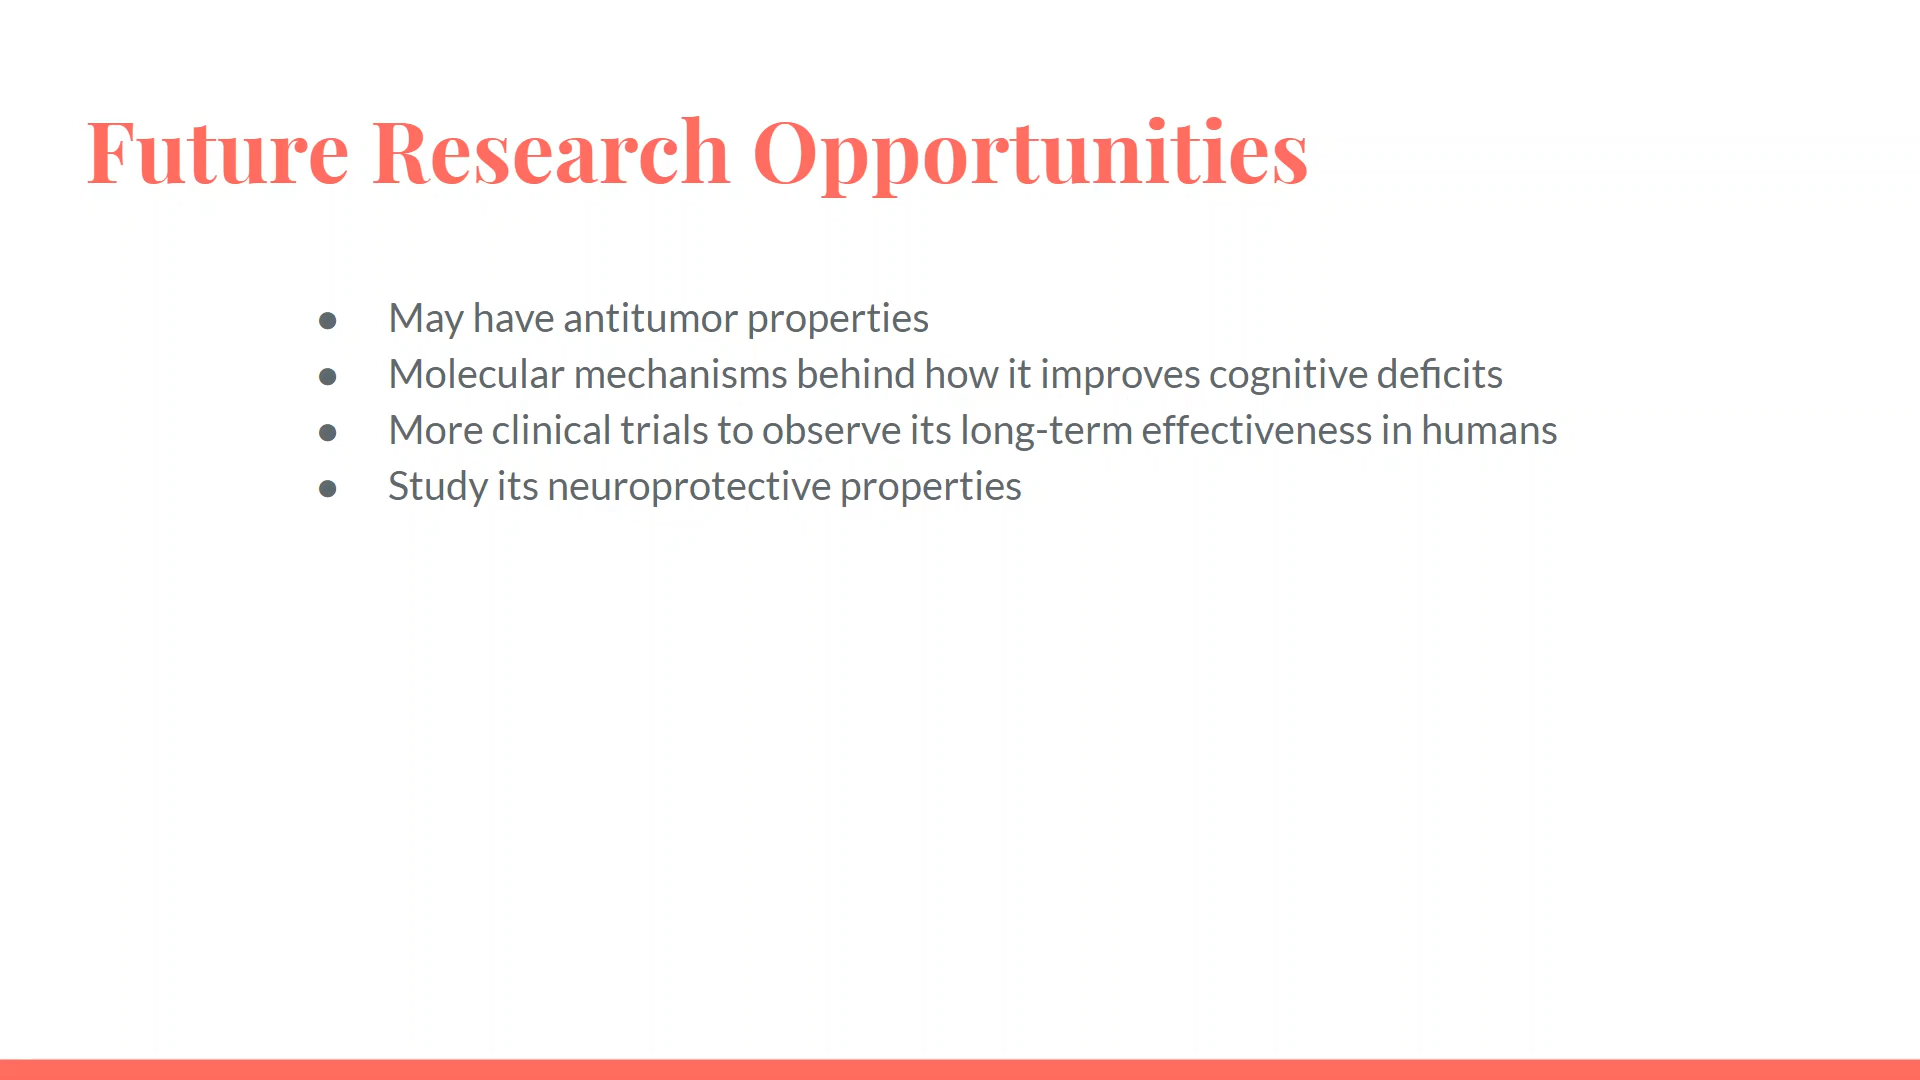 Future Research Opportunities
● May have antitumor properties
● Molecular mechanisms behind how it improves cognitive deficits
● More clinical trials to observe its long-term effectiveness in humans
● Study its neuroprotective properties